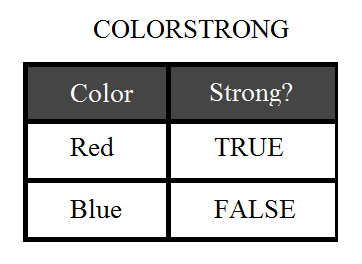 COLORSTRONG
Color Strong?
Red TRUE
Blue FALSE